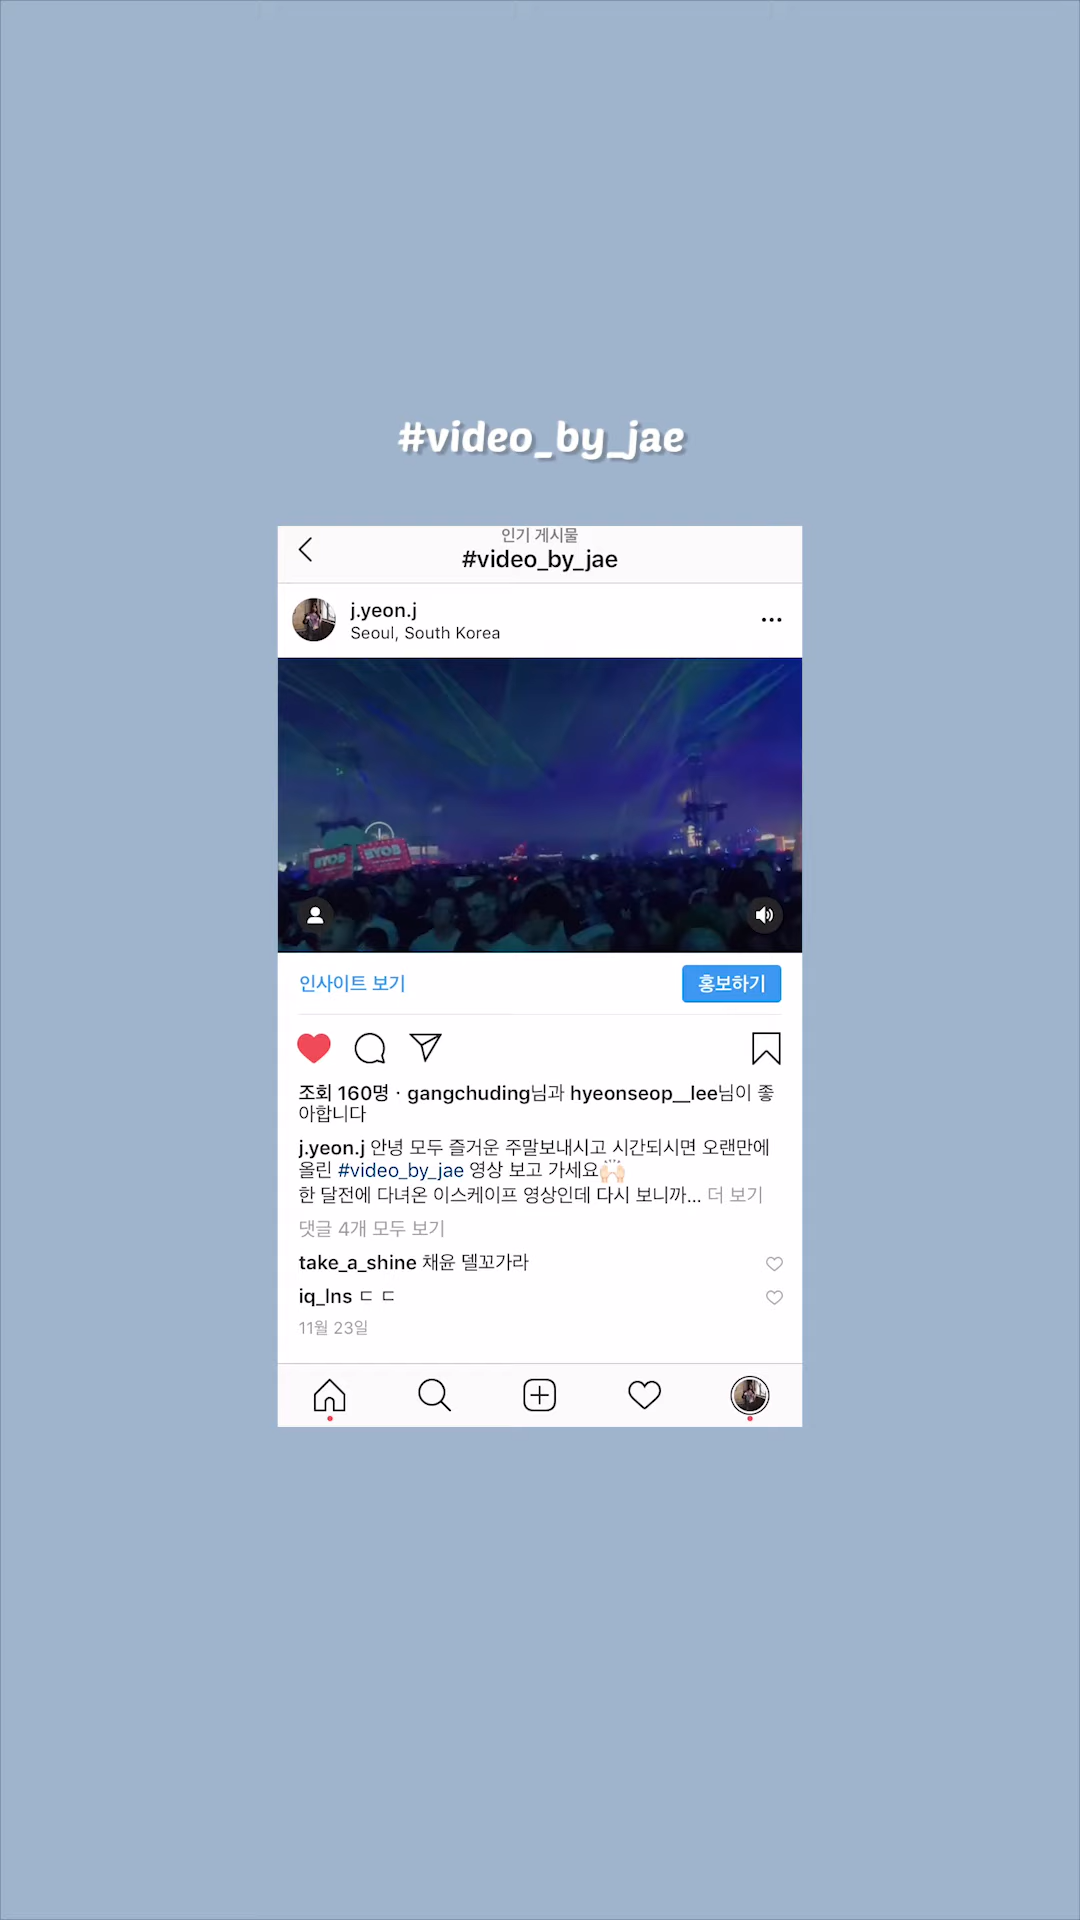 #video_by_jae
인기 게시물
#video_by_jae
j.yeon.j
Seoul, South Korea
BYOB BYOB
인사이트 보기
홍보하기
조회 160명 · gangchuding님과 hyeonseop__lee님이 좋
아합니다
j.yeon.j 안녕 모두 즐거운 주말보내시고 시간되시면 오랜만에
올린 #video_by_jae 영상 보고 가세요🙌🏻
한 달전에 다녀온 이스케이프 영상인데 다시 보니까... 더 보기
댓글 4개 모두 보기
take_a_shine 채윤 델꼬가라
iq_lns ㄷ ㄷ
11월 23일